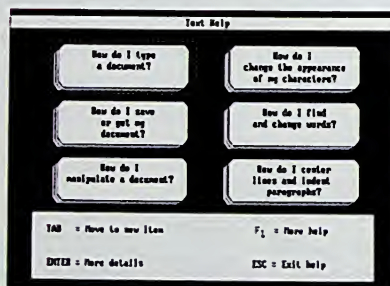 Text Help
How do I type
a document?
How do I
change the appearance
of my characters?
How do I save
or get my
document?
How do I find
and change words?
How do I
manipulate a document?
How do I center
lines and indent
paragraphs?
TAB = Move to new item
F1 = More help
ENTER = More details
ESC = Exit help